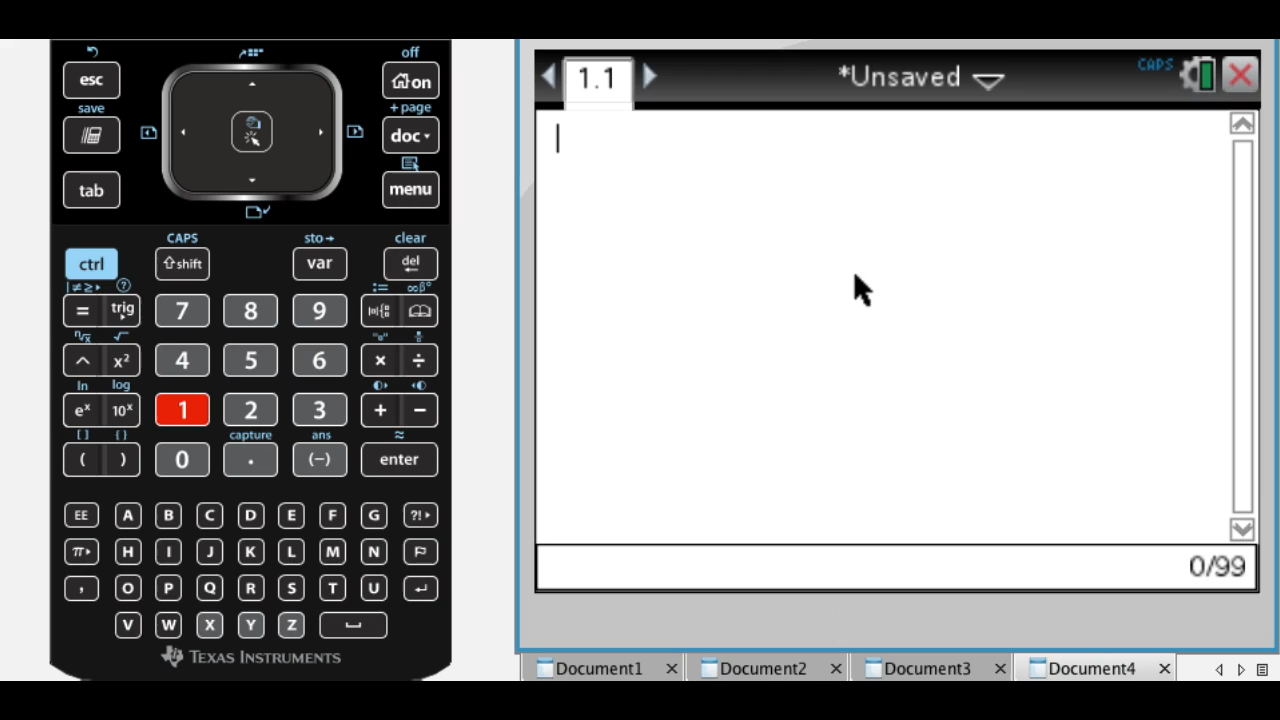 off
esc
on
save
+ page
doc
tab
menu
CAPS
sto→
clear
ctrl
⇧shift
var
del
| ≠ ≥ ▸ ?
:= ∞β°
= trig
7 8 9
|o|{
ⁿ√x √
"□"
^ x²
4 5 6
× ÷
ln log
eˣ 10ˣ
1 2 3
+ −
[ ] { }
capture
ans
≈
( )
0 . (−)
enter
EE A B C D E F G ?!▸
π▸ H I J K L M N
, O P Q R S T U ↵
V W X Y Z
TEXAS INSTRUMENTS
1.1
*Unsaved
CAPS
0/99
Document1 Document2 Document3 Document4